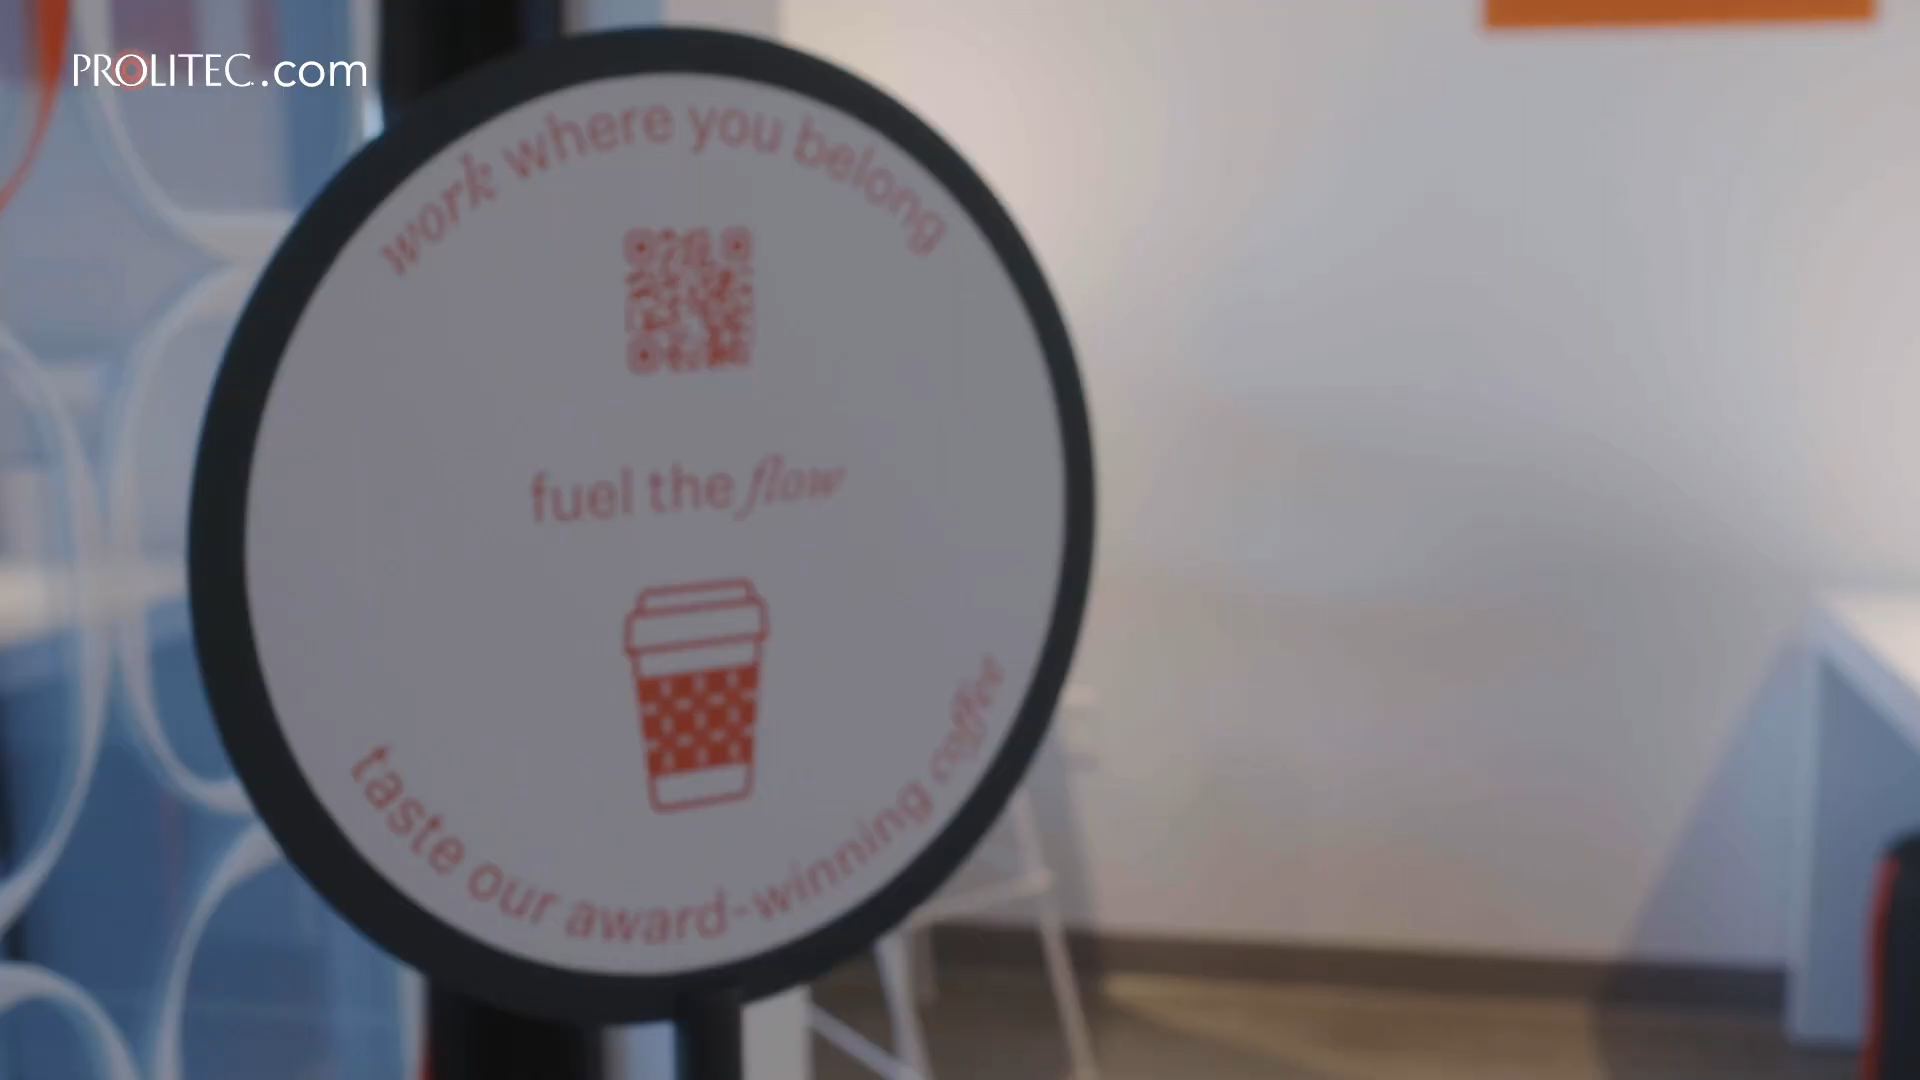 PROLITEC.com
work where you belong
fuel the flow
taste our award-winning coffee